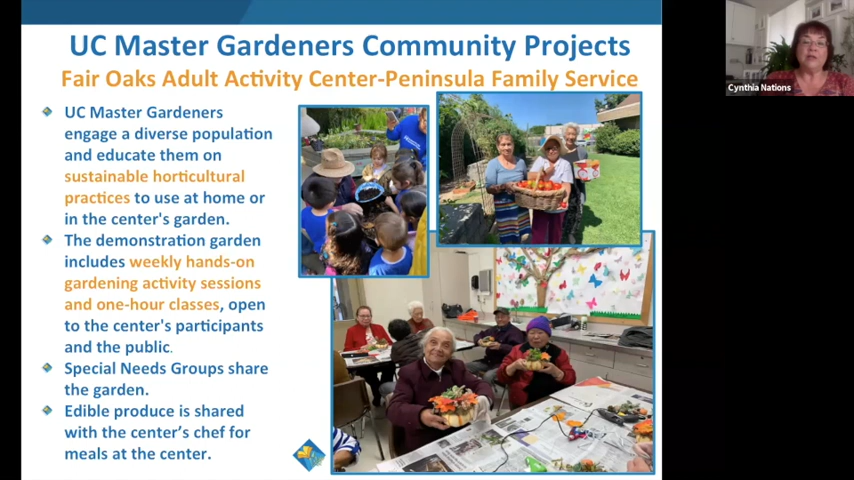 UC Master Gardeners Community Projects
Fair Oaks Adult Activity Center-Peninsula Family Service
UC Master Gardeners
engage a diverse population
and educate them on
sustainable horticultural
practices to use at home or
in the center's garden.
The demonstration garden
includes weekly hands-on
gardening activity sessions
and one-hour classes, open
to the center's participants
and the public.
Special Needs Groups share
the garden.
Edible produce is shared
with the center's chef for
meals at the center.
Cynthia Nations